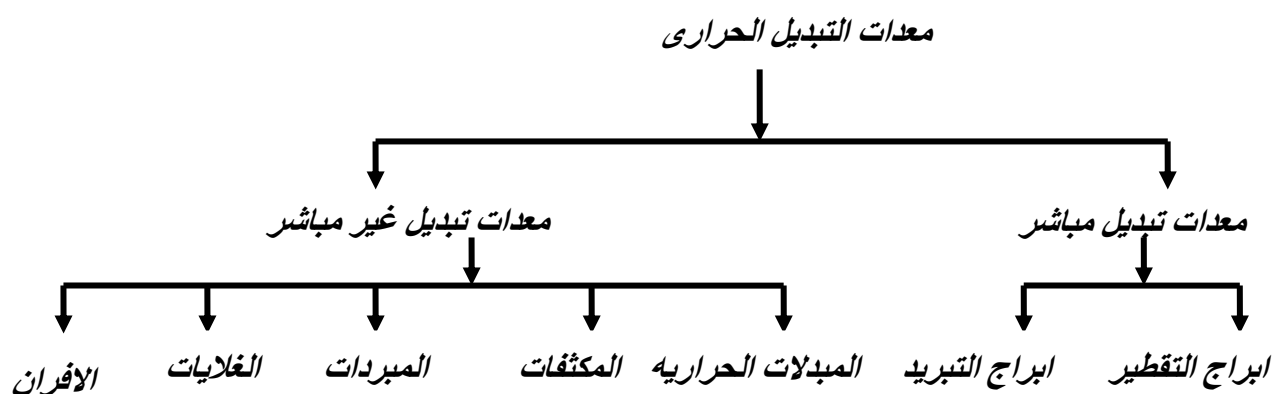 معدات التبديل الحرارى
معدات تبديل مباشر
معدات تبديل غير مباشر
ابراج التقطير
ابراج التبريد
المبدلات الحراريه
المكثفات
المبردات
الغلايات
الافران